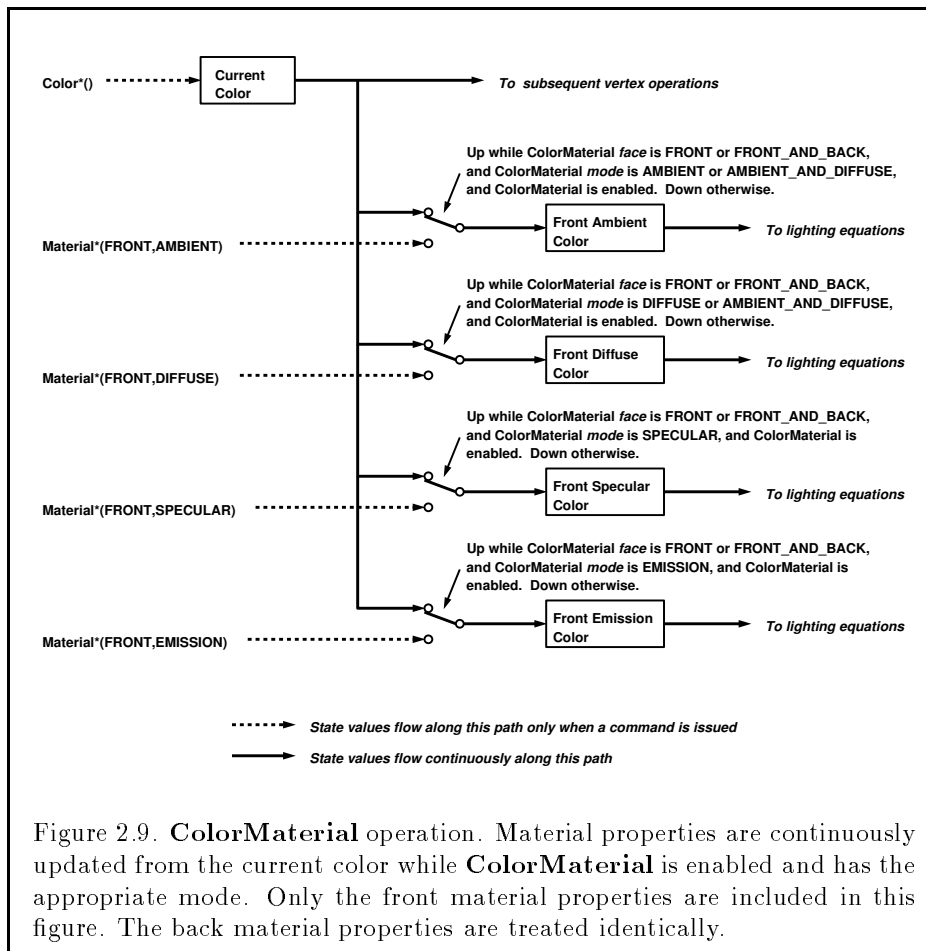 Color*()
Current
Color
To subsequent vertex operations
Up while ColorMaterial face is FRONT or FRONT_AND_BACK,
and ColorMaterial mode is AMBIENT or AMBIENT_AND_DIFFUSE,
and ColorMaterial is enabled. Down otherwise.
Material*(FRONT,AMBIENT)
Front Ambient
Color
To lighting equations
Up while ColorMaterial face is FRONT or FRONT_AND_BACK,
and ColorMaterial mode is DIFFUSE or AMBIENT_AND_DIFFUSE,
and ColorMaterial is enabled. Down otherwise.
Material*(FRONT,DIFFUSE)
Front Diffuse
Color
To lighting equations
Up while ColorMaterial face is FRONT or FRONT_AND_BACK,
and ColorMaterial mode is SPECULAR, and ColorMaterial is
enabled. Down otherwise.
Material*(FRONT,SPECULAR)
Front Specular
Color
To lighting equations
Up while ColorMaterial face is FRONT or FRONT_AND_BACK,
and ColorMaterial mode is EMISSION, and ColorMaterial is
enabled. Down otherwise.
Material*(FRONT,EMISSION)
Front Emission
Color
To lighting equations
State values flow along this path only when a command is issued
State values flow continuously along this path
Figure 2.9. ColorMaterial operation. Material properties are continuously
updated from the current color while ColorMaterial is enabled and has the
appropriate mode. Only the front material properties are included in this
figure. The back material properties are treated identically.